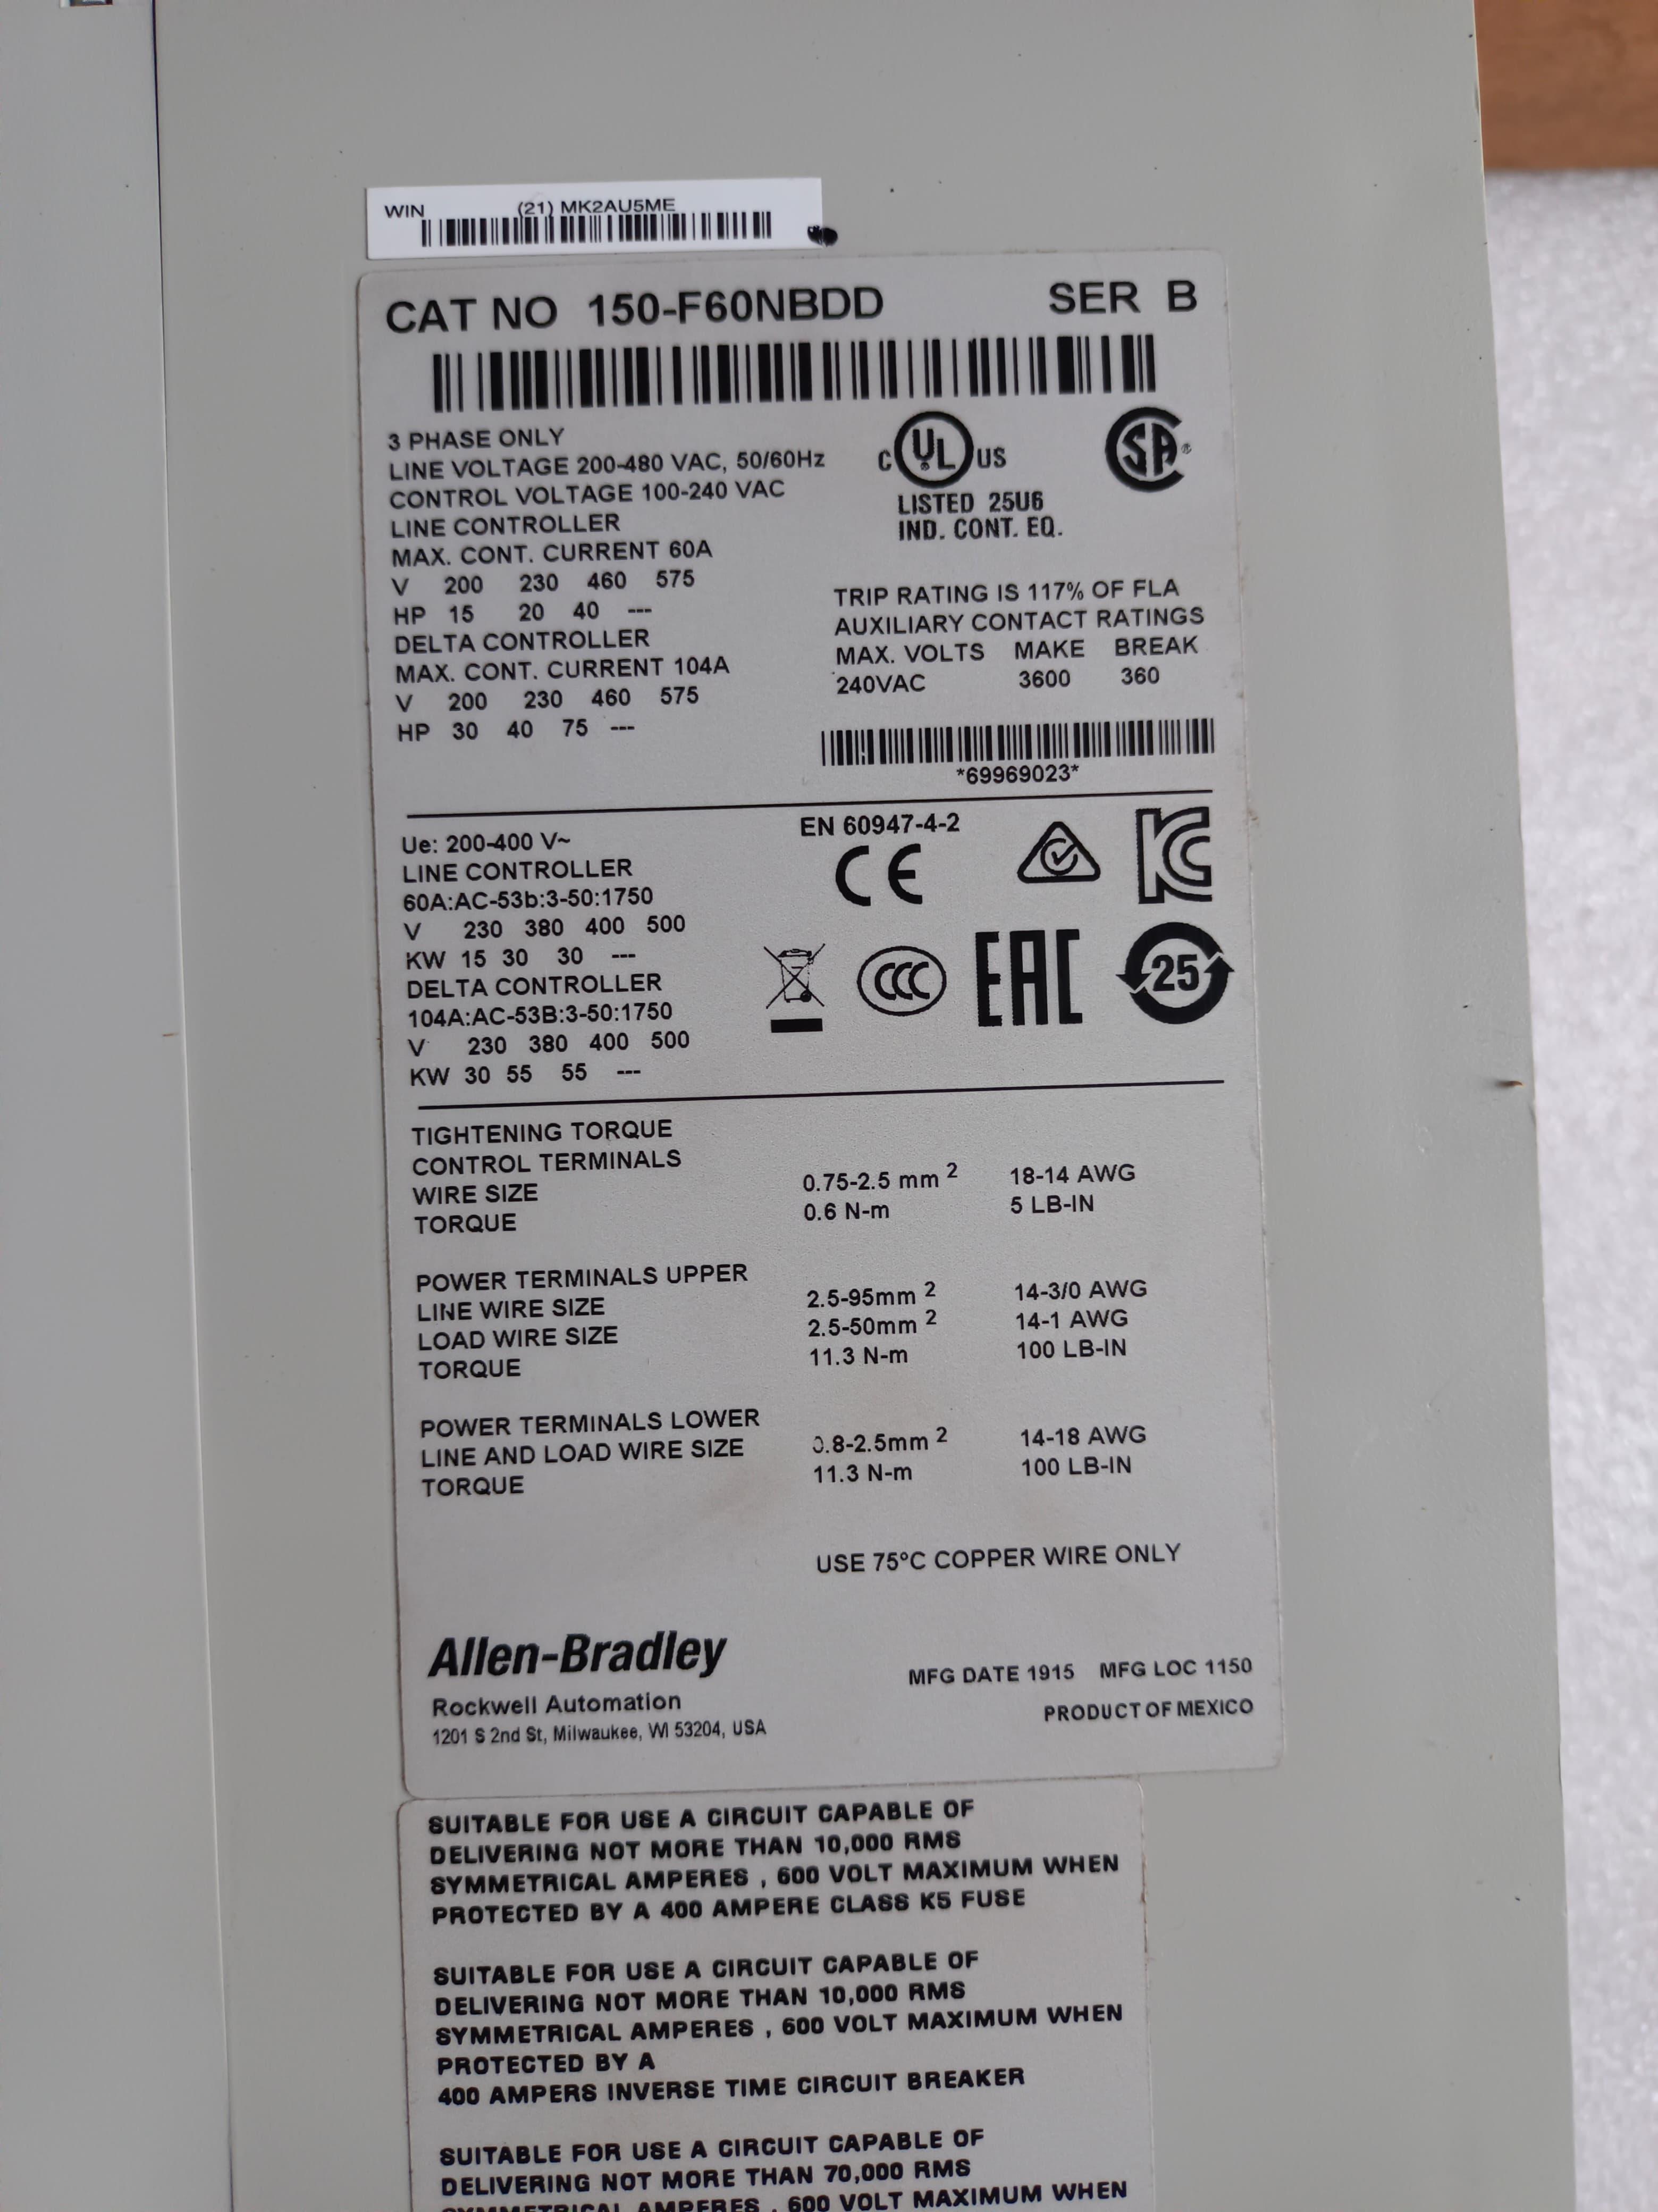 WIN (21) MK2AU5ME
CAT NO 150-F60NBDD SER B
3 PHASE ONLY
LINE VOLTAGE 200-480 VAC, 50/60Hz
CONTROL VOLTAGE 100-240 VAC
LINE CONTROLLER
MAX. CONT. CURRENT 60A
V 200 230 460 575
HP 15 20 40 ---
DELTA CONTROLLER
MAX. CONT. CURRENT 104A
V 200 230 460 575
HP 30 40 75 ---
C UL US
SA
LISTED 25U6
IND. CONT. EQ.
TRIP RATING IS 117% OF FLA
AUXILIARY CONTACT RATINGS
MAX. VOLTS MAKE BREAK
240VAC 3600 360
*69969023*
Ue: 200-400 V~
LINE CONTROLLER
60A:AC-53b:3-50:1750
V 230 380 400 500
KW 15 30 30 ---
DELTA CONTROLLER
104A:AC-53B:3-50:1750
V 230 380 400 500
KW 30 55 55 ---
EN 60947-4-2
CE KC
CCC EAC 25
TIGHTENING TORQUE
CONTROL TERMINALS
WIRE SIZE 0.75-2.5 mm 2 18-14 AWG
TORQUE 0.6 N-m 5 LB-IN
POWER TERMINALS UPPER
LINE WIRE SIZE 2.5-95mm 2 14-3/0 AWG
LOAD WIRE SIZE 2.5-50mm 2 14-1 AWG
TORQUE 11.3 N-m 100 LB-IN
POWER TERMINALS LOWER
LINE AND LOAD WIRE SIZE 0.8-2.5mm 2 14-18 AWG
TORQUE 11.3 N-m 100 LB-IN
USE 75°C COPPER WIRE ONLY
Allen-Bradley
Rockwell Automation
1201 S 2nd St, Milwaukee, WI 53204, USA
MFG DATE 1915 MFG LOC 1150
PRODUCT OF MEXICO
SUITABLE FOR USE A CIRCUIT CAPABLE OF
DELIVERING NOT MORE THAN 10,000 RMS
SYMMETRICAL AMPERES , 600 VOLT MAXIMUM WHEN
PROTECTED BY A 400 AMPERE CLASS K5 FUSE
SUITABLE FOR USE A CIRCUIT CAPABLE OF
DELIVERING NOT MORE THAN 10,000 RMS
SYMMETRICAL AMPERES , 600 VOLT MAXIMUM WHEN
PROTECTED BY A
400 AMPERS INVERSE TIME CIRCUIT BREAKER
SUITABLE FOR USE A CIRCUIT CAPABLE OF
DELIVERING NOT MORE THAN 70,000 RMS
SYMMETRICAL AMPERES , 600 VOLT MAXIMUM WHEN